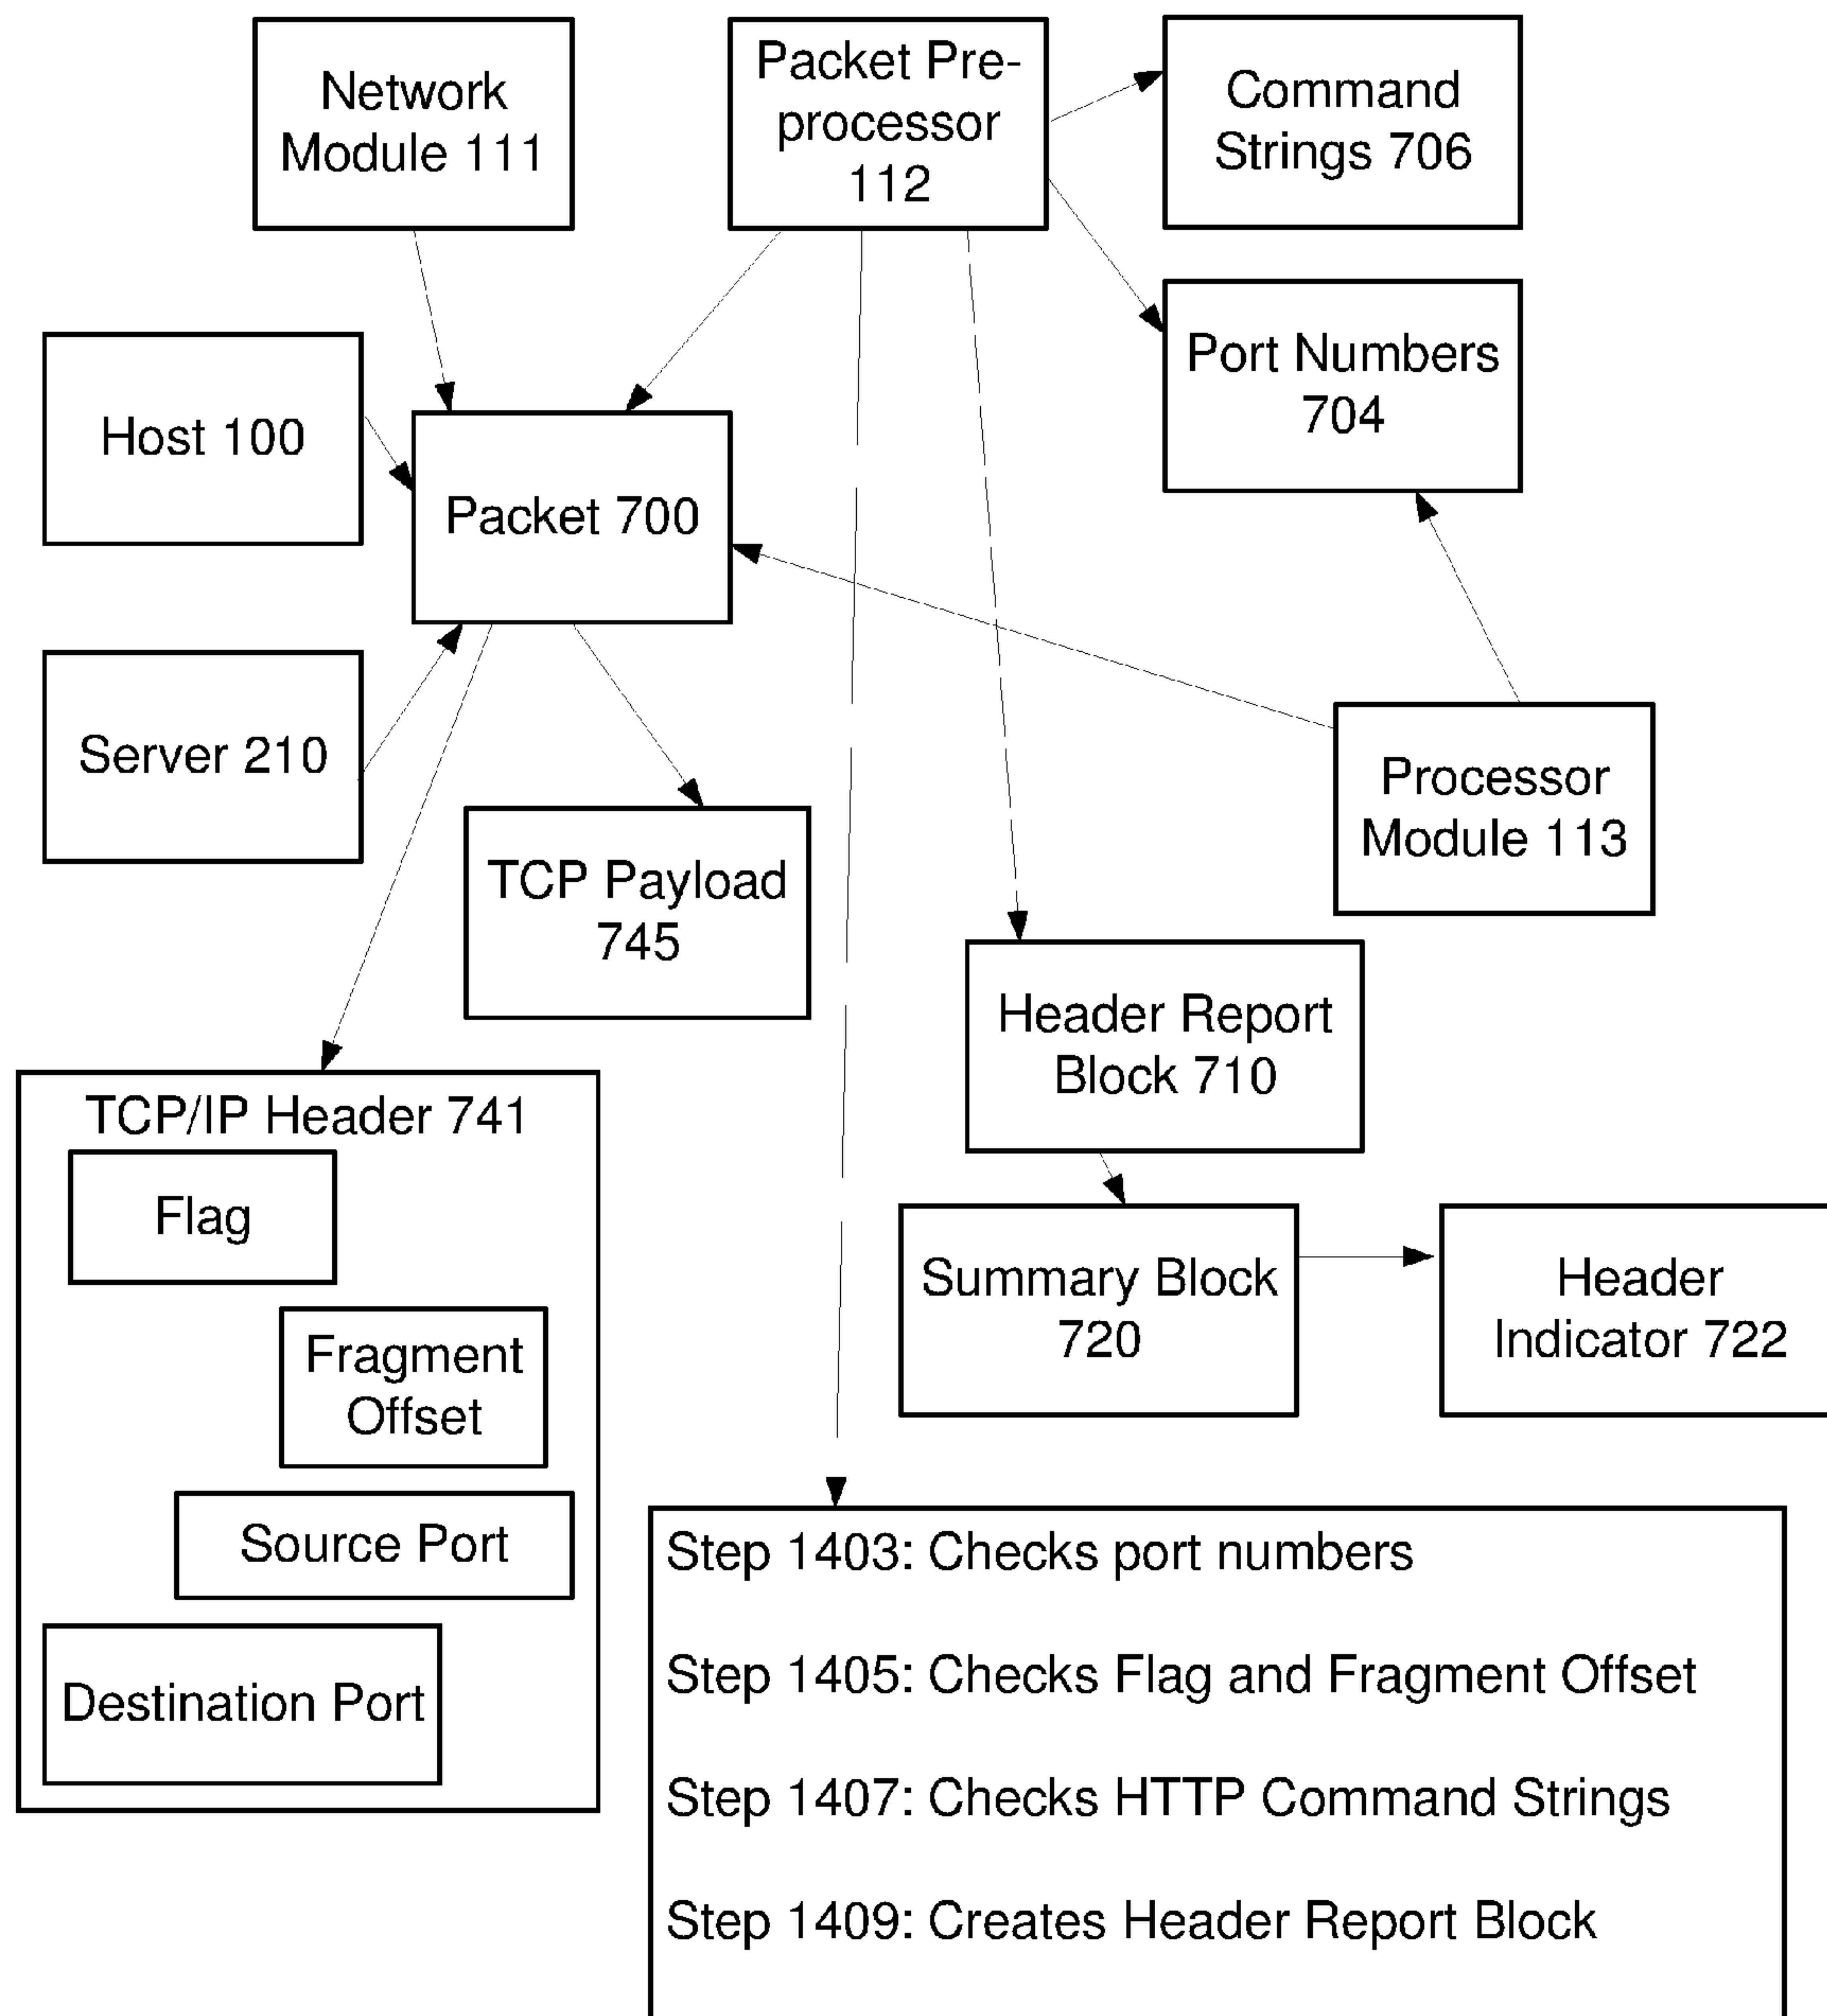 Network
Module 111
Packet Pre-
processor
112
Command
Strings 706
Port Numbers
704
Host 100
Packet 700
Server 210
Processor
Module 113
TCP Payload
745
Header Report
Block 710
TCP/IP Header 741
Flag
Fragment
Offset
Source Port
Destination Port
Summary Block
720
Header
Indicator 722
Step 1403: Checks port numbers
Step 1405: Checks Flag and Fragment Offset
Step 1407: Checks HTTP Command Strings
Step 1409: Creates Header Report Block